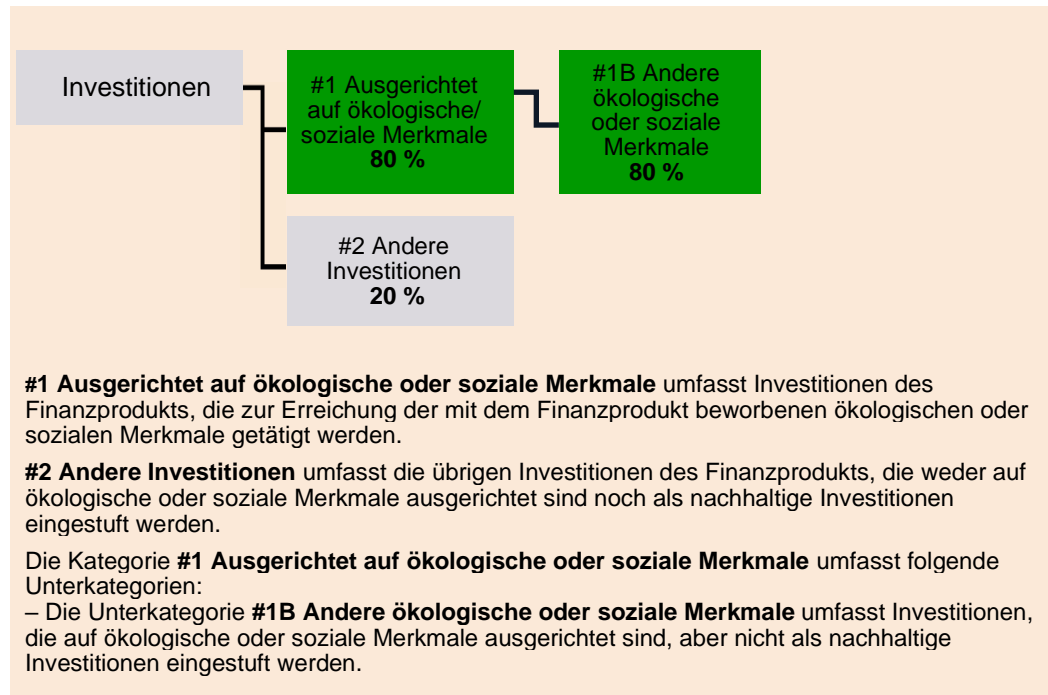 Investitionen
#1 Ausgerichtet
auf ökologische/
soziale Merkmale
80 %
#1B Andere
ökologische
oder soziale
Merkmale
80 %
#2 Andere
Investitionen
20 %
#1 Ausgerichtet auf ökologische oder soziale Merkmale umfasst Investitionen des
Finanzprodukts, die zur Erreichung der mit dem Finanzprodukt beworbenen ökologischen oder
sozialen Merkmale getätigt werden.
#2 Andere Investitionen umfasst die übrigen Investitionen des Finanzprodukts, die weder auf
ökologische oder soziale Merkmale ausgerichtet sind noch als nachhaltige Investitionen
eingestuft werden.
Die Kategorie #1 Ausgerichtet auf ökologische oder soziale Merkmale umfasst folgende
Unterkategorien:
– Die Unterkategorie #1B Andere ökologische oder soziale Merkmale umfasst Investitionen,
die auf ökologische oder soziale Merkmale ausgerichtet sind, aber nicht als nachhaltige
Investitionen eingestuft werden.